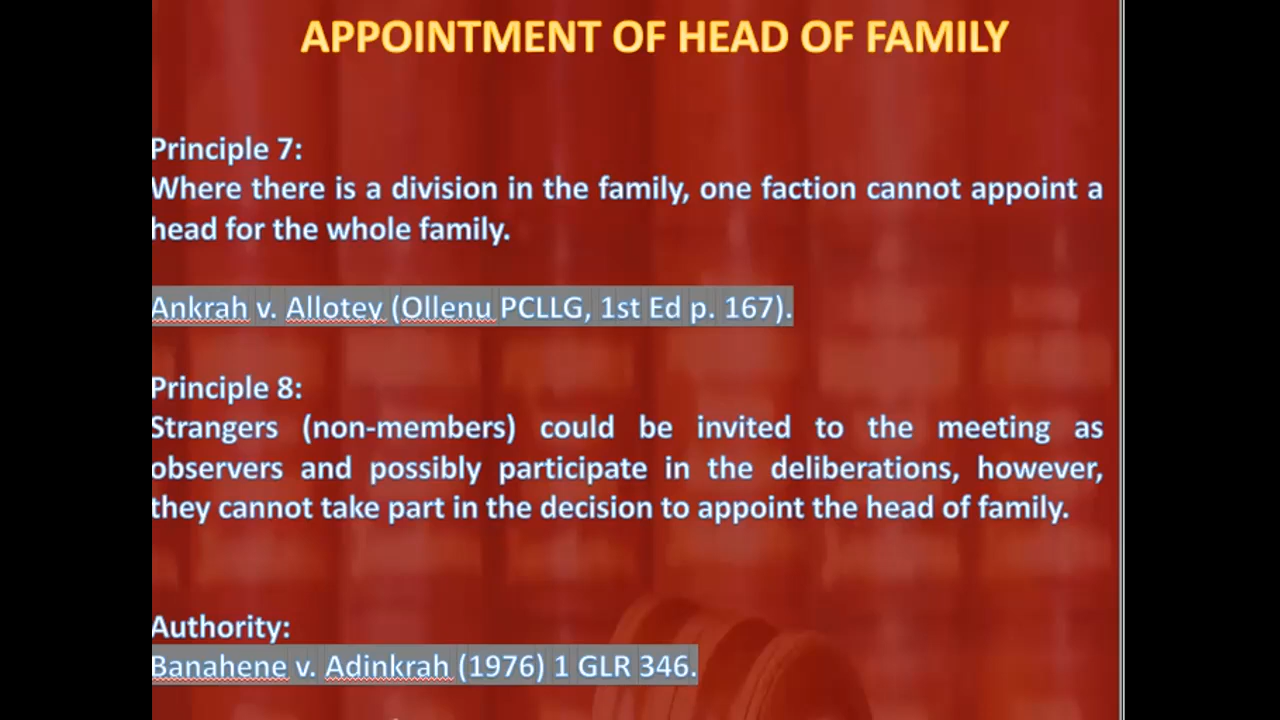 APPOINTMENT OF HEAD OF FAMILY
Principle 7:
Where there is a division in the family, one faction cannot appoint a
head for the whole family.
Ankrah v. Allotey (Ollenu PCLLG, 1st Ed p. 167).
Principle 8:
Strangers (non-members) could be invited to the meeting as
observers and possibly participate in the deliberations, however,
they cannot take part in the decision to appoint the head of family.
Authority:
Banahene v. Adinkrah (1976) 1 GLR 346.